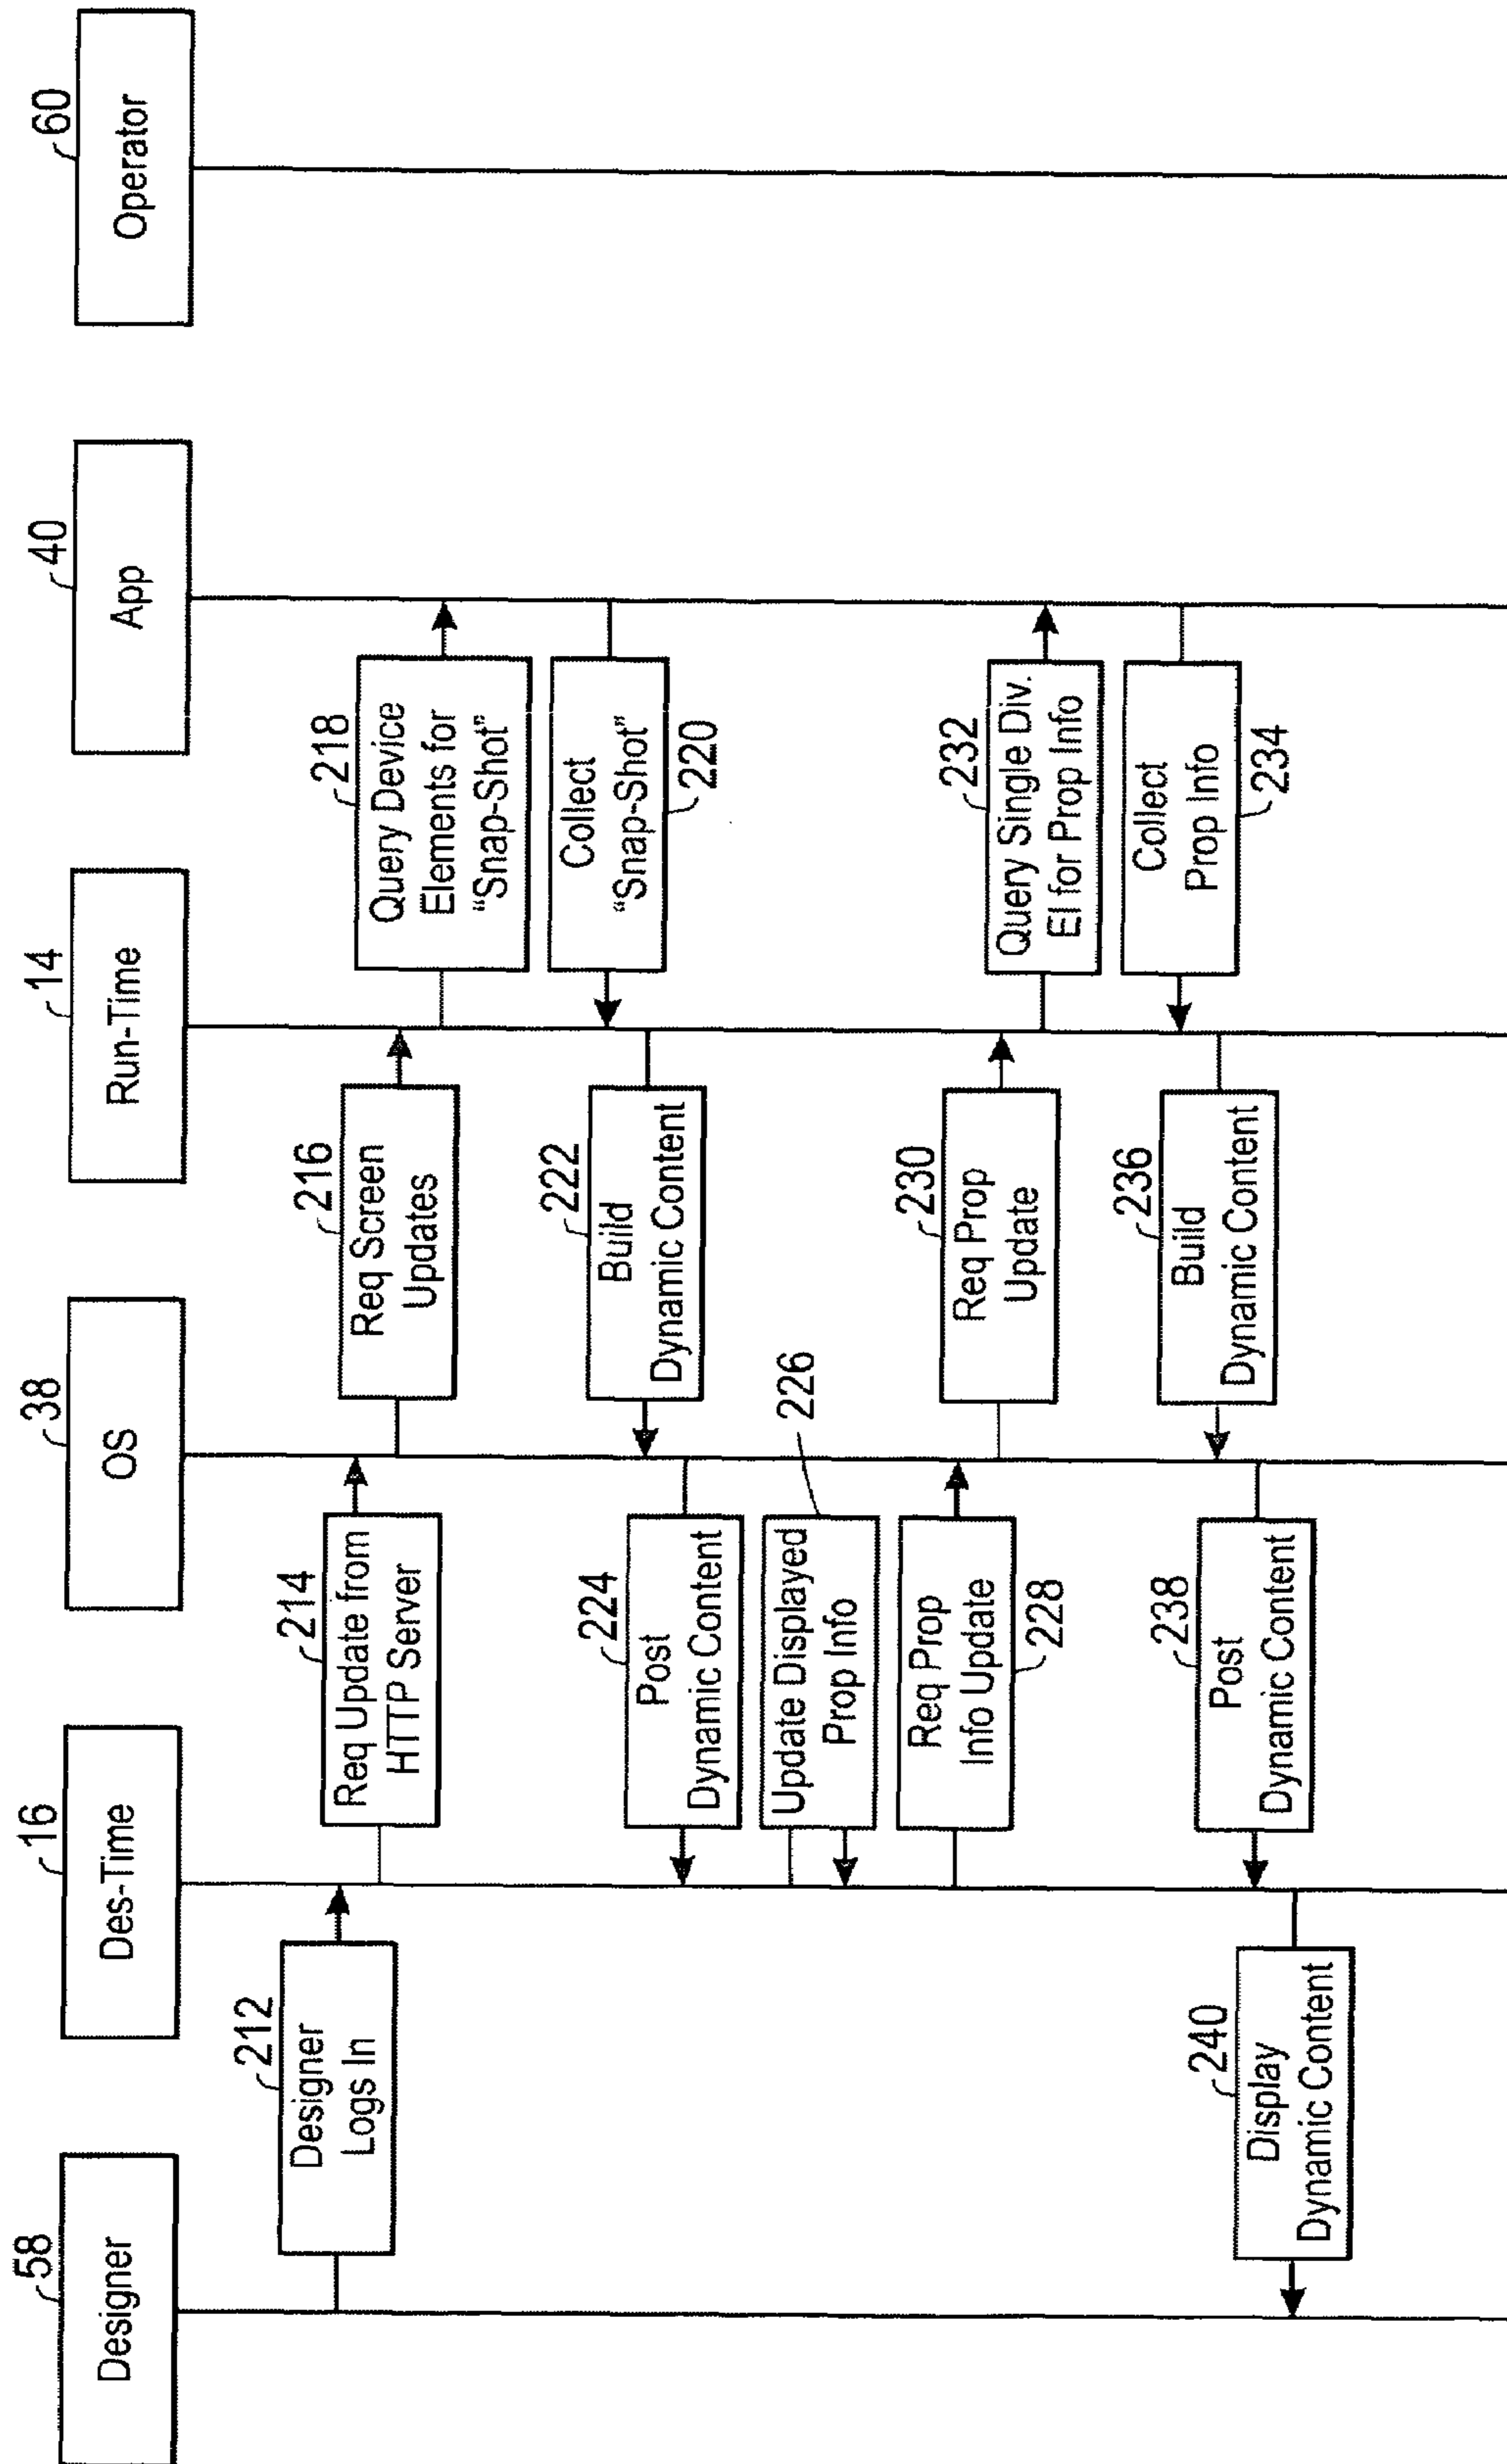 58
Designer
16
Des-Time
38
OS
14
Run-Time
40
App
60
Operator
212
Designer
Logs In
214
Req Update from
HTTP Server
216
Req Screen
Updates
218
Query Device
Elements for
“Snap-Shot”
Collect
“Snap-Shot”
220
222
Build
Dynamic Content
224
Post
Dynamic Content
226
Update Displayed
Prop Info
Req Prop
Info Update
228
230
Req Prop
Update
232
Query Single Div.
El for Prop Info
Collect
Prop Info
234
236
Build
Dynamic Content
238
Post
Dynamic Content
240
Display
Dynamic Content